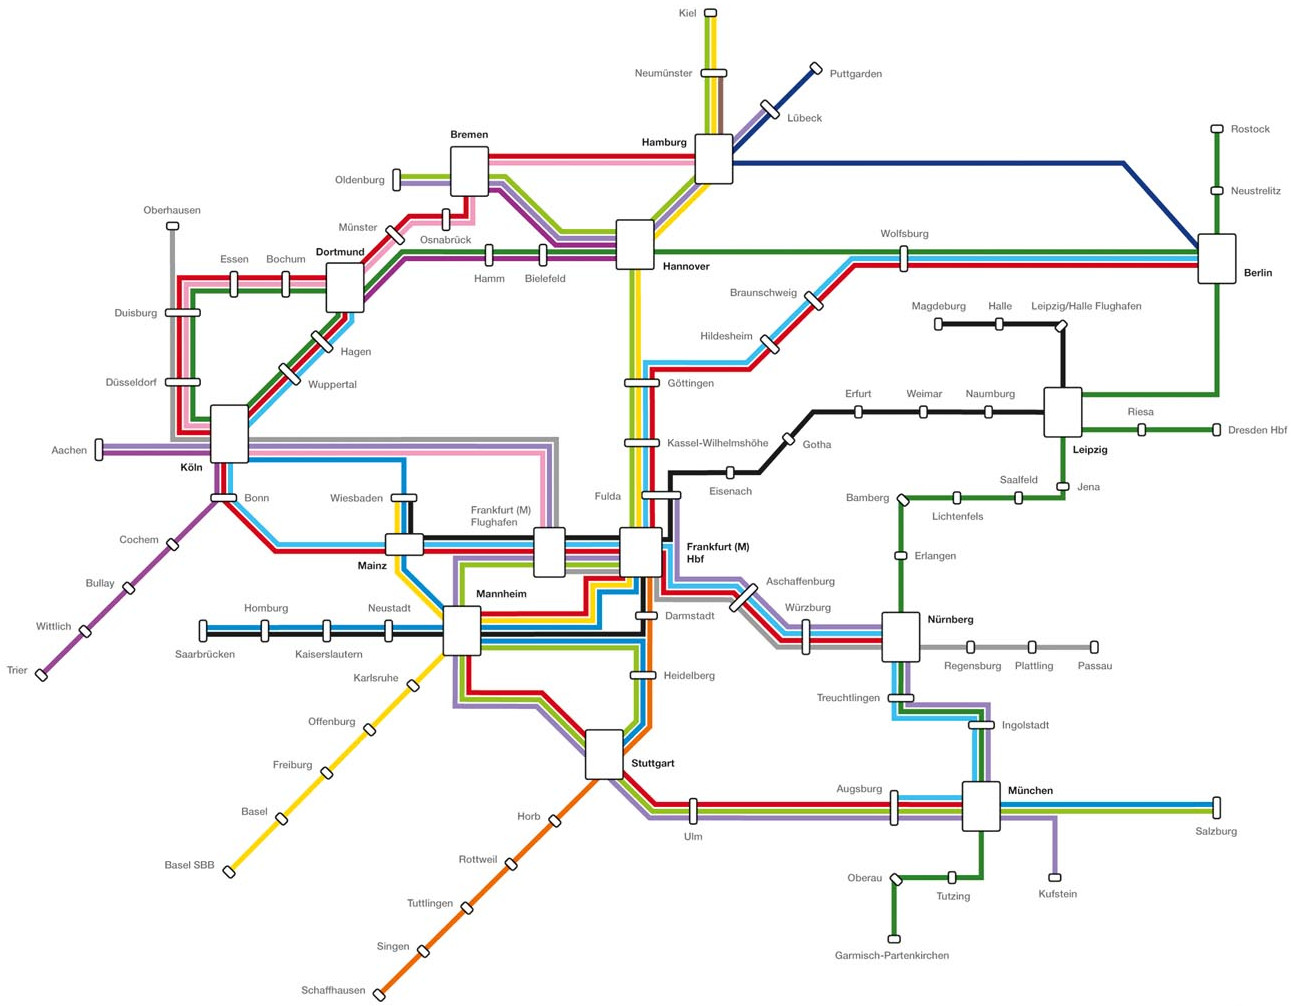 Kiel
Neumünster
Puttgarden
Lübeck
Hamburg
Bremen
Rostock
Oldenburg
Neustrelitz
Oberhausen
Münster
Osnabrück
Dortmund
Essen
Bochum
Hamm
Bielefeld
Hannover
Wolfsburg
Berlin
Braunschweig
Magdeburg
Halle
Leipzig/Halle Flughafen
Duisburg
Hildesheim
Hagen
Düsseldorf
Wuppertal
Göttingen
Erfurt
Weimar
Naumburg
Riesa
Dresden Hbf
Aachen
Köln
Kassel-Wilhelmshöhe
Gotha
Leipzig
Eisenach
Saalfeld
Jena
Bonn
Wiesbaden
Fulda
Bamberg
Lichtenfels
Frankfurt (M)
Flughafen
Cochem
Mainz
Frankfurt (M)
Hbf
Erlangen
Bullay
Mannheim
Aschaffenburg
Homburg
Neustadt
Darmstadt
Würzburg
Nürnberg
Wittlich
Saarbrücken
Kaiserslautern
Trier
Karlsruhe
Heidelberg
Regensburg
Plattling
Passau
Treuchtlingen
Offenburg
Ingolstadt
Freiburg
Stuttgart
Augsburg
München
Basel
Horb
Ulm
Salzburg
Basel SBB
Rottweil
Oberau
Tutzing
Kufstein
Tuttlingen
Singen
Garmisch-Partenkirchen
Schaffhausen